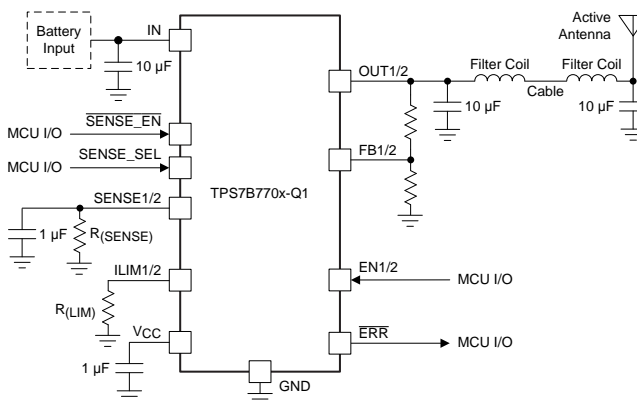 Battery
Input
IN
10 µF
MCU I/O
SENSE_EN
MCU I/O
SENSE_SEL
SENSE1/2
1 µF
R(SENSE)
ILIM1/2
R(LIM)
VCC
1 µF
TPS7B770x-Q1
GND
OUT1/2
10 µF
Filter Coil
Cable
Filter Coil
Active
Antenna
10 µF
FB1/2
EN1/2
MCU I/O
ERR
MCU I/O